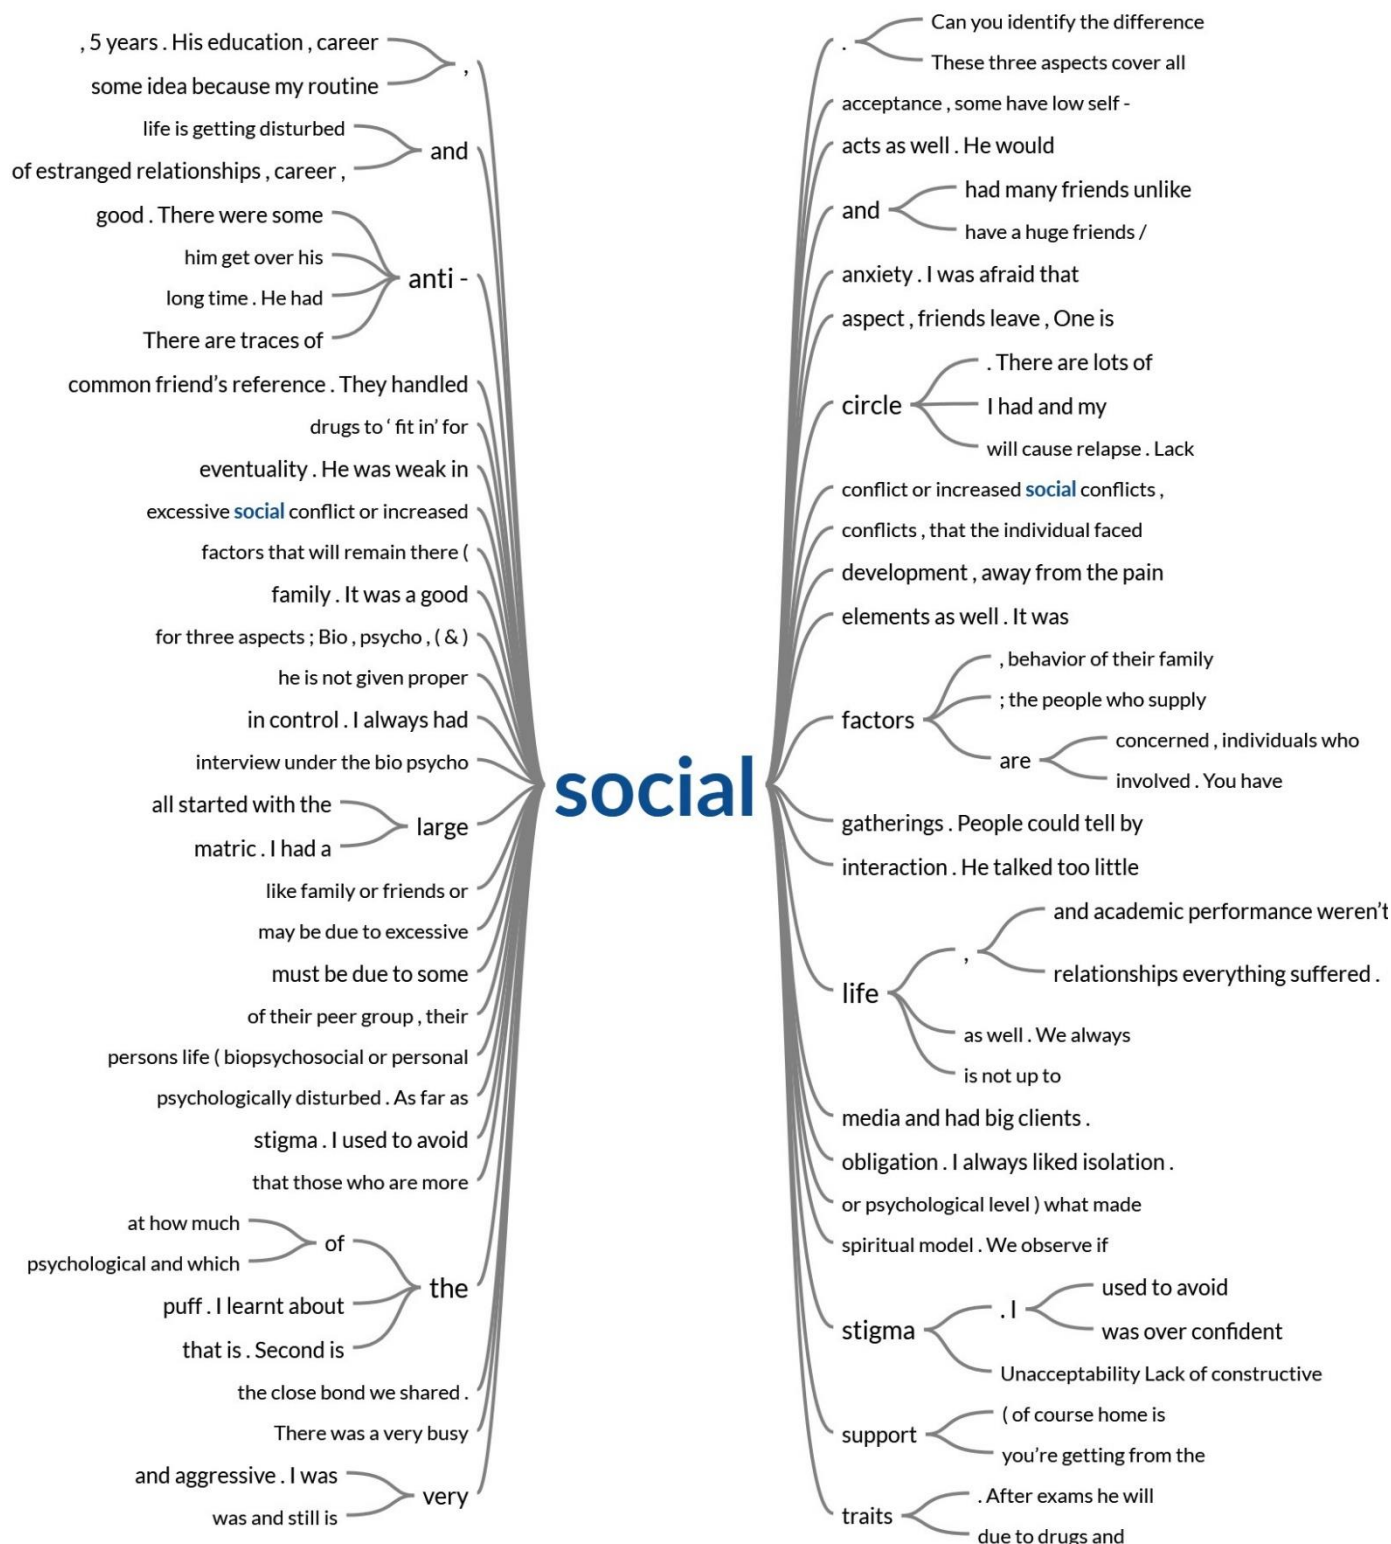 , 5 years . His education , career
some idea because my routine
,
life is getting disturbed
of estranged relationships , career ,
and
good . There were some
him get over his
long time . He had
There are traces of
anti -
common friend's reference . They handled
drugs to ‘ fit in’ for
eventuality . He was weak in
excessive social conflict or increased
factors that will remain there (
family . It was a good
for three aspects ; Bio , psycho , ( & )
he is not given proper
in control . I always had
interview under the bio psycho
all started with the
matric . I had a
large
like family or friends or
may be due to excessive
must be due to some
of their peer group , their
persons life ( biopsychosocial or personal
psychologically disturbed . As far as
stigma . I used to avoid
that those who are more
at how much
psychological and which
of
puff . I learnt about
that is . Second is
the
the close bond we shared .
There was a very busy
and aggressive . I was
was and still is
very
social
.
Can you identify the difference
These three aspects cover all
acceptance , some have low self -
acts as well . He would
and
had many friends unlike
have a huge friends /
anxiety . I was afraid that
aspect , friends leave , One is
circle
. There are lots of
I had and my
will cause relapse . Lack
conflict or increased social conflicts ,
conflicts , that the individual faced
development , away from the pain
elements as well . It was
factors
, behavior of their family
; the people who supply
are
concerned , individuals who
involved . You have
gatherings . People could tell by
interaction . He talked too little
life
,
and academic performance weren't
relationships everything suffered .
as well . We always
is not up to
media and had big clients .
obligation . I always liked isolation .
or psychological level ) what made
spiritual model . We observe if
stigma
. I
used to avoid
was over confident
Unacceptability Lack of constructive
support
( of course home is
you're getting from the
traits
. After exams he will
due to drugs and